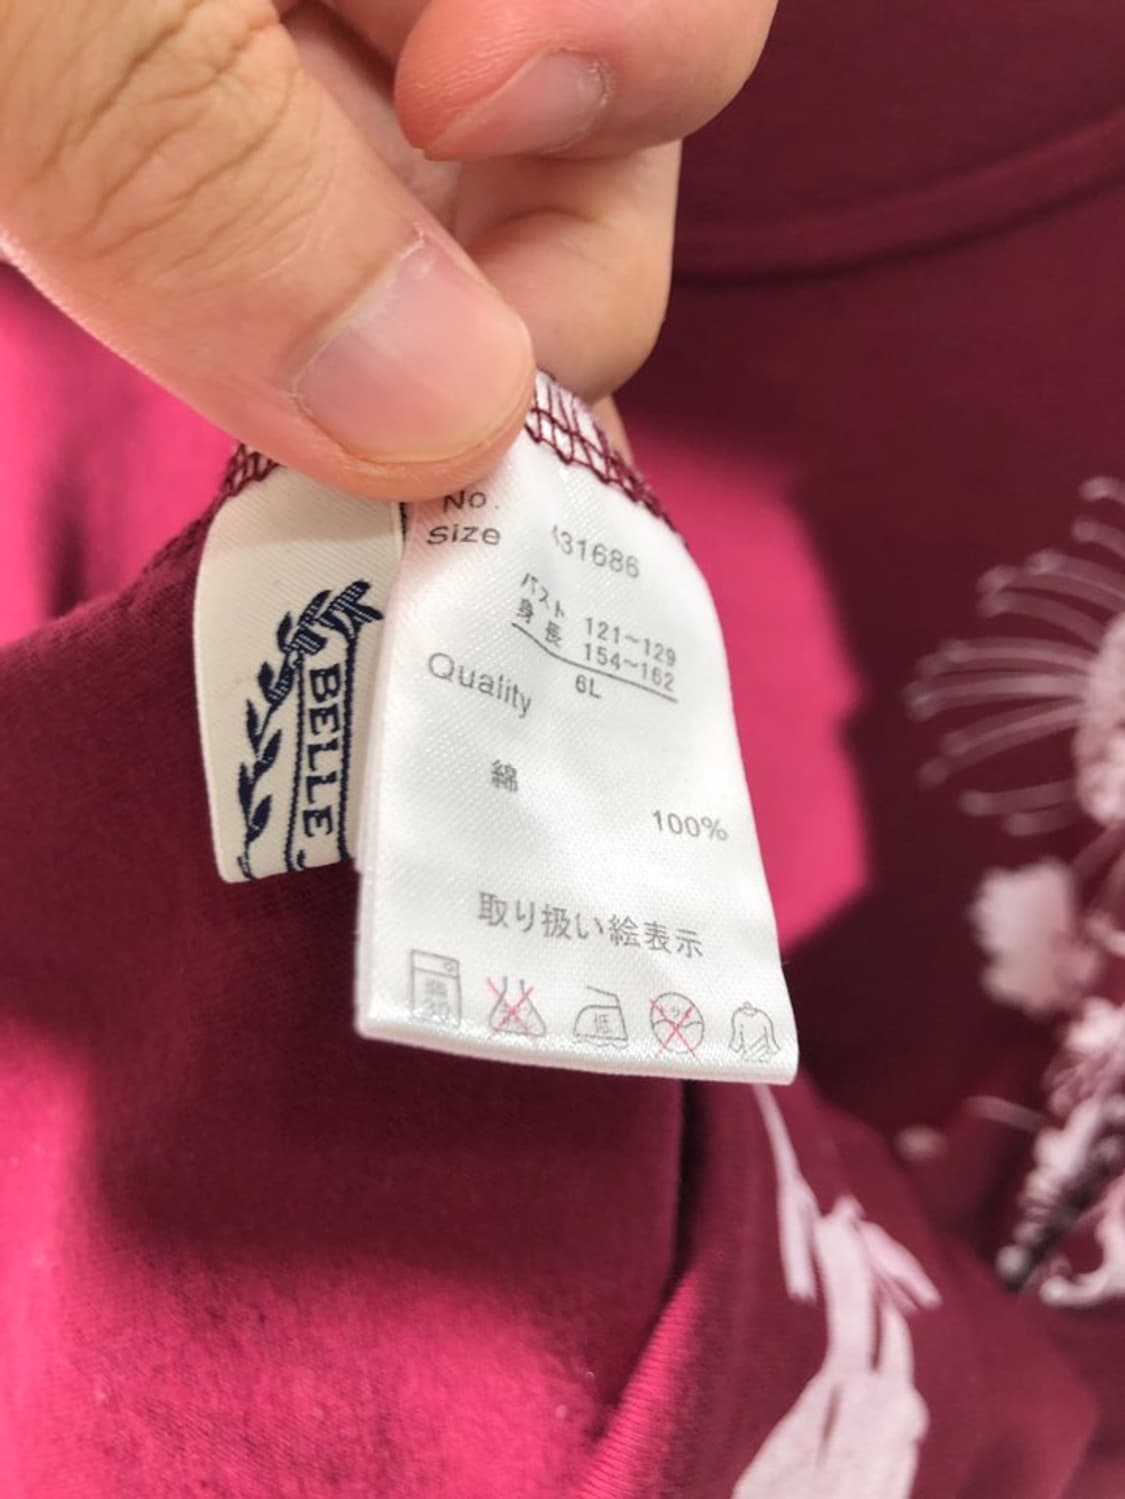 No.
Size
31686
バスト 121~129
身長 154~162
6L
Quality
綿
100%
取り扱い絵表示
30
低
BELLE